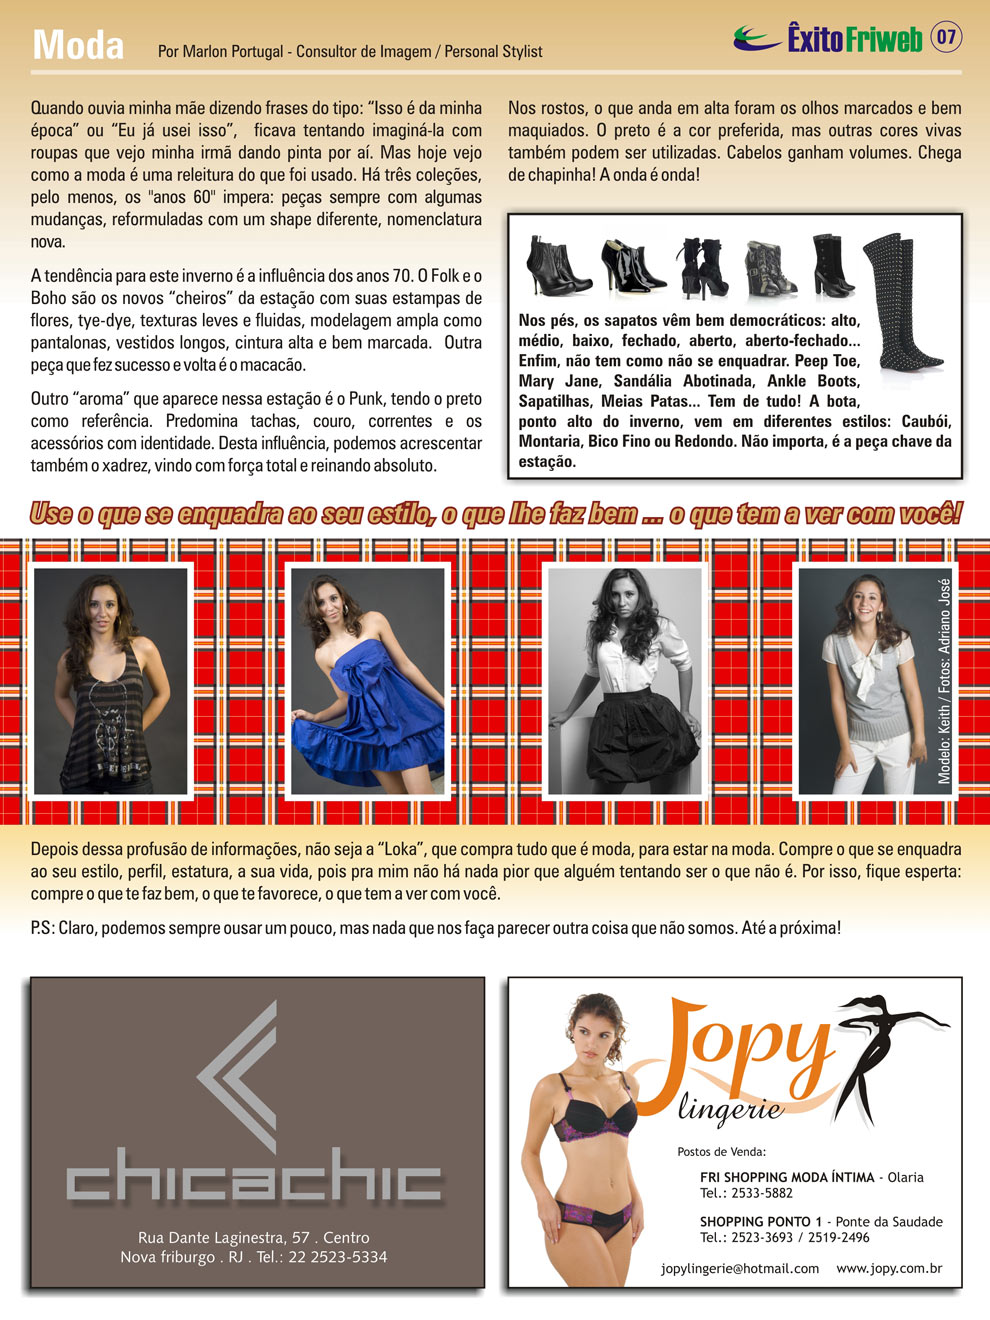 Moda
Por Marlon Portugal - Consultor de Imagem / Personal Stylist
ÊxitoFriweb
07
Quando ouvia minha mãe dizendo frases do tipo: “Isso é da minha
época” ou “Eu já usei isso”, ficava tentando imaginá-la com
roupas que vejo minha irmã dando pinta por aí. Mas hoje vejo
como a moda é uma releitura do que foi usado. Há três coleções,
pelo menos, os "anos 60" impera: peças sempre com algumas
mudanças, reformuladas com um shape diferente, nomenclatura
nova.
A tendência para este inverno é a influência dos anos 70. O Folk e o
Boho são os novos “cheiros” da estação com suas estampas de
flores, tye-dye, texturas leves e fluidas, modelagem ampla como
pantalonas, vestidos longos, cintura alta e bem marcada. Outra
peça que fez sucesso e volta é o macacão.
Outro “aroma” que aparece nessa estação é o Punk, tendo o preto
como referência. Predomina tachas, couro, correntes e os
acessórios com identidade. Desta influência, podemos acrescentar
também o xadrez, vindo com força total e reinando absoluto.
Nos rostos, o que anda em alta foram os olhos marcados e bem
maquiados. O preto é a cor preferida, mas outras cores vivas
também podem ser utilizadas. Cabelos ganham volumes. Chega
de chapinha! A onda é onda!
Nos pés, os sapatos vêm bem democráticos: alto,
médio, baixo, fechado, aberto, aberto-fechado...
Enfim, não tem como não se enquadrar. Peep Toe,
Mary Jane, Sandália Abotinada, Ankle Boots,
Sapatilhas, Meias Patas... Tem de tudo! A bota,
ponto alto do inverno, vem em diferentes estilos: Caubói,
Montaria, Bico Fino ou Redondo. Não importa, é a peça chave da
estação.
Use o que se enquadra ao seu estilo, o que lhe faz bem ... o que tem a ver com você!
Modelo: Keith / Fotos: Adriano José
Depois dessa profusão de informações, não seja a “Loka”, que compra tudo que é moda, para estar na moda. Compre o que se enquadra
ao seu estilo, perfil, estatura, a sua vida, pois pra mim não há nada pior que alguém tentando ser o que não é. Por isso, fique esperta:
compre o que te faz bem, o que te favorece, o que tem a ver com você.
P.S: Claro, podemos sempre ousar um pouco, mas nada que nos faça parecer outra coisa que não somos. Até a próxima!
chicachic
Rua Dante Laginestra, 57 . Centro
Nova friburgo . RJ . Tel.: 22 2523-5334
Jopy
lingerie
Postos de Venda:
FRI SHOPPING MODA ÍNTIMA - Olaria
Tel.: 2533-5882
SHOPPING PONTO 1 - Ponte da Saudade
Tel.: 2523-3693 / 2519-2496
jopylingerie@hotmail.com www.jopy.com.br